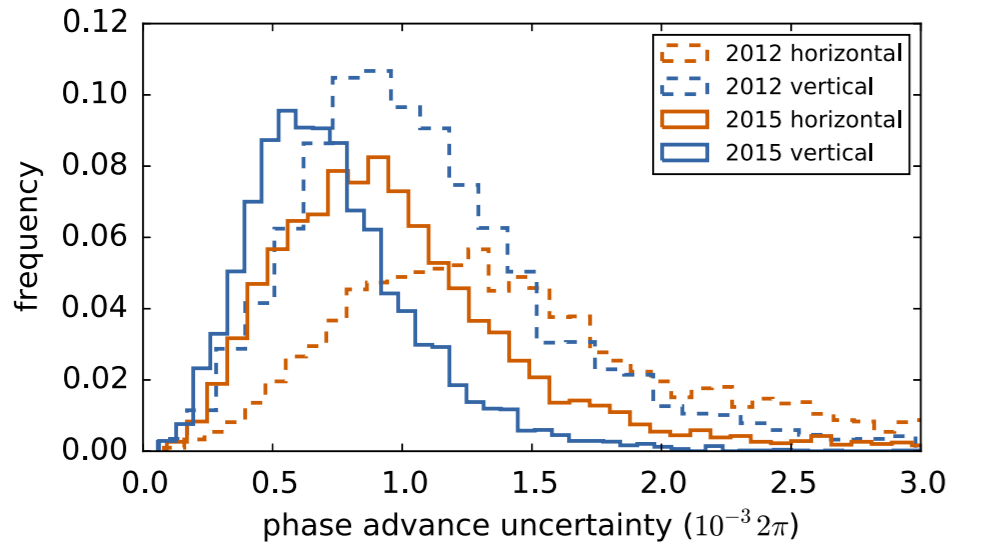 0.12
0.10
0.08
0.06
0.04
0.02
0.00
frequency
2012 horizontal
2012 vertical
2015 horizontal
2015 vertical
0.0 0.5 1.0 1.5 2.0 2.5 3.0
phase advance uncertainty (10⁻³ 2π)